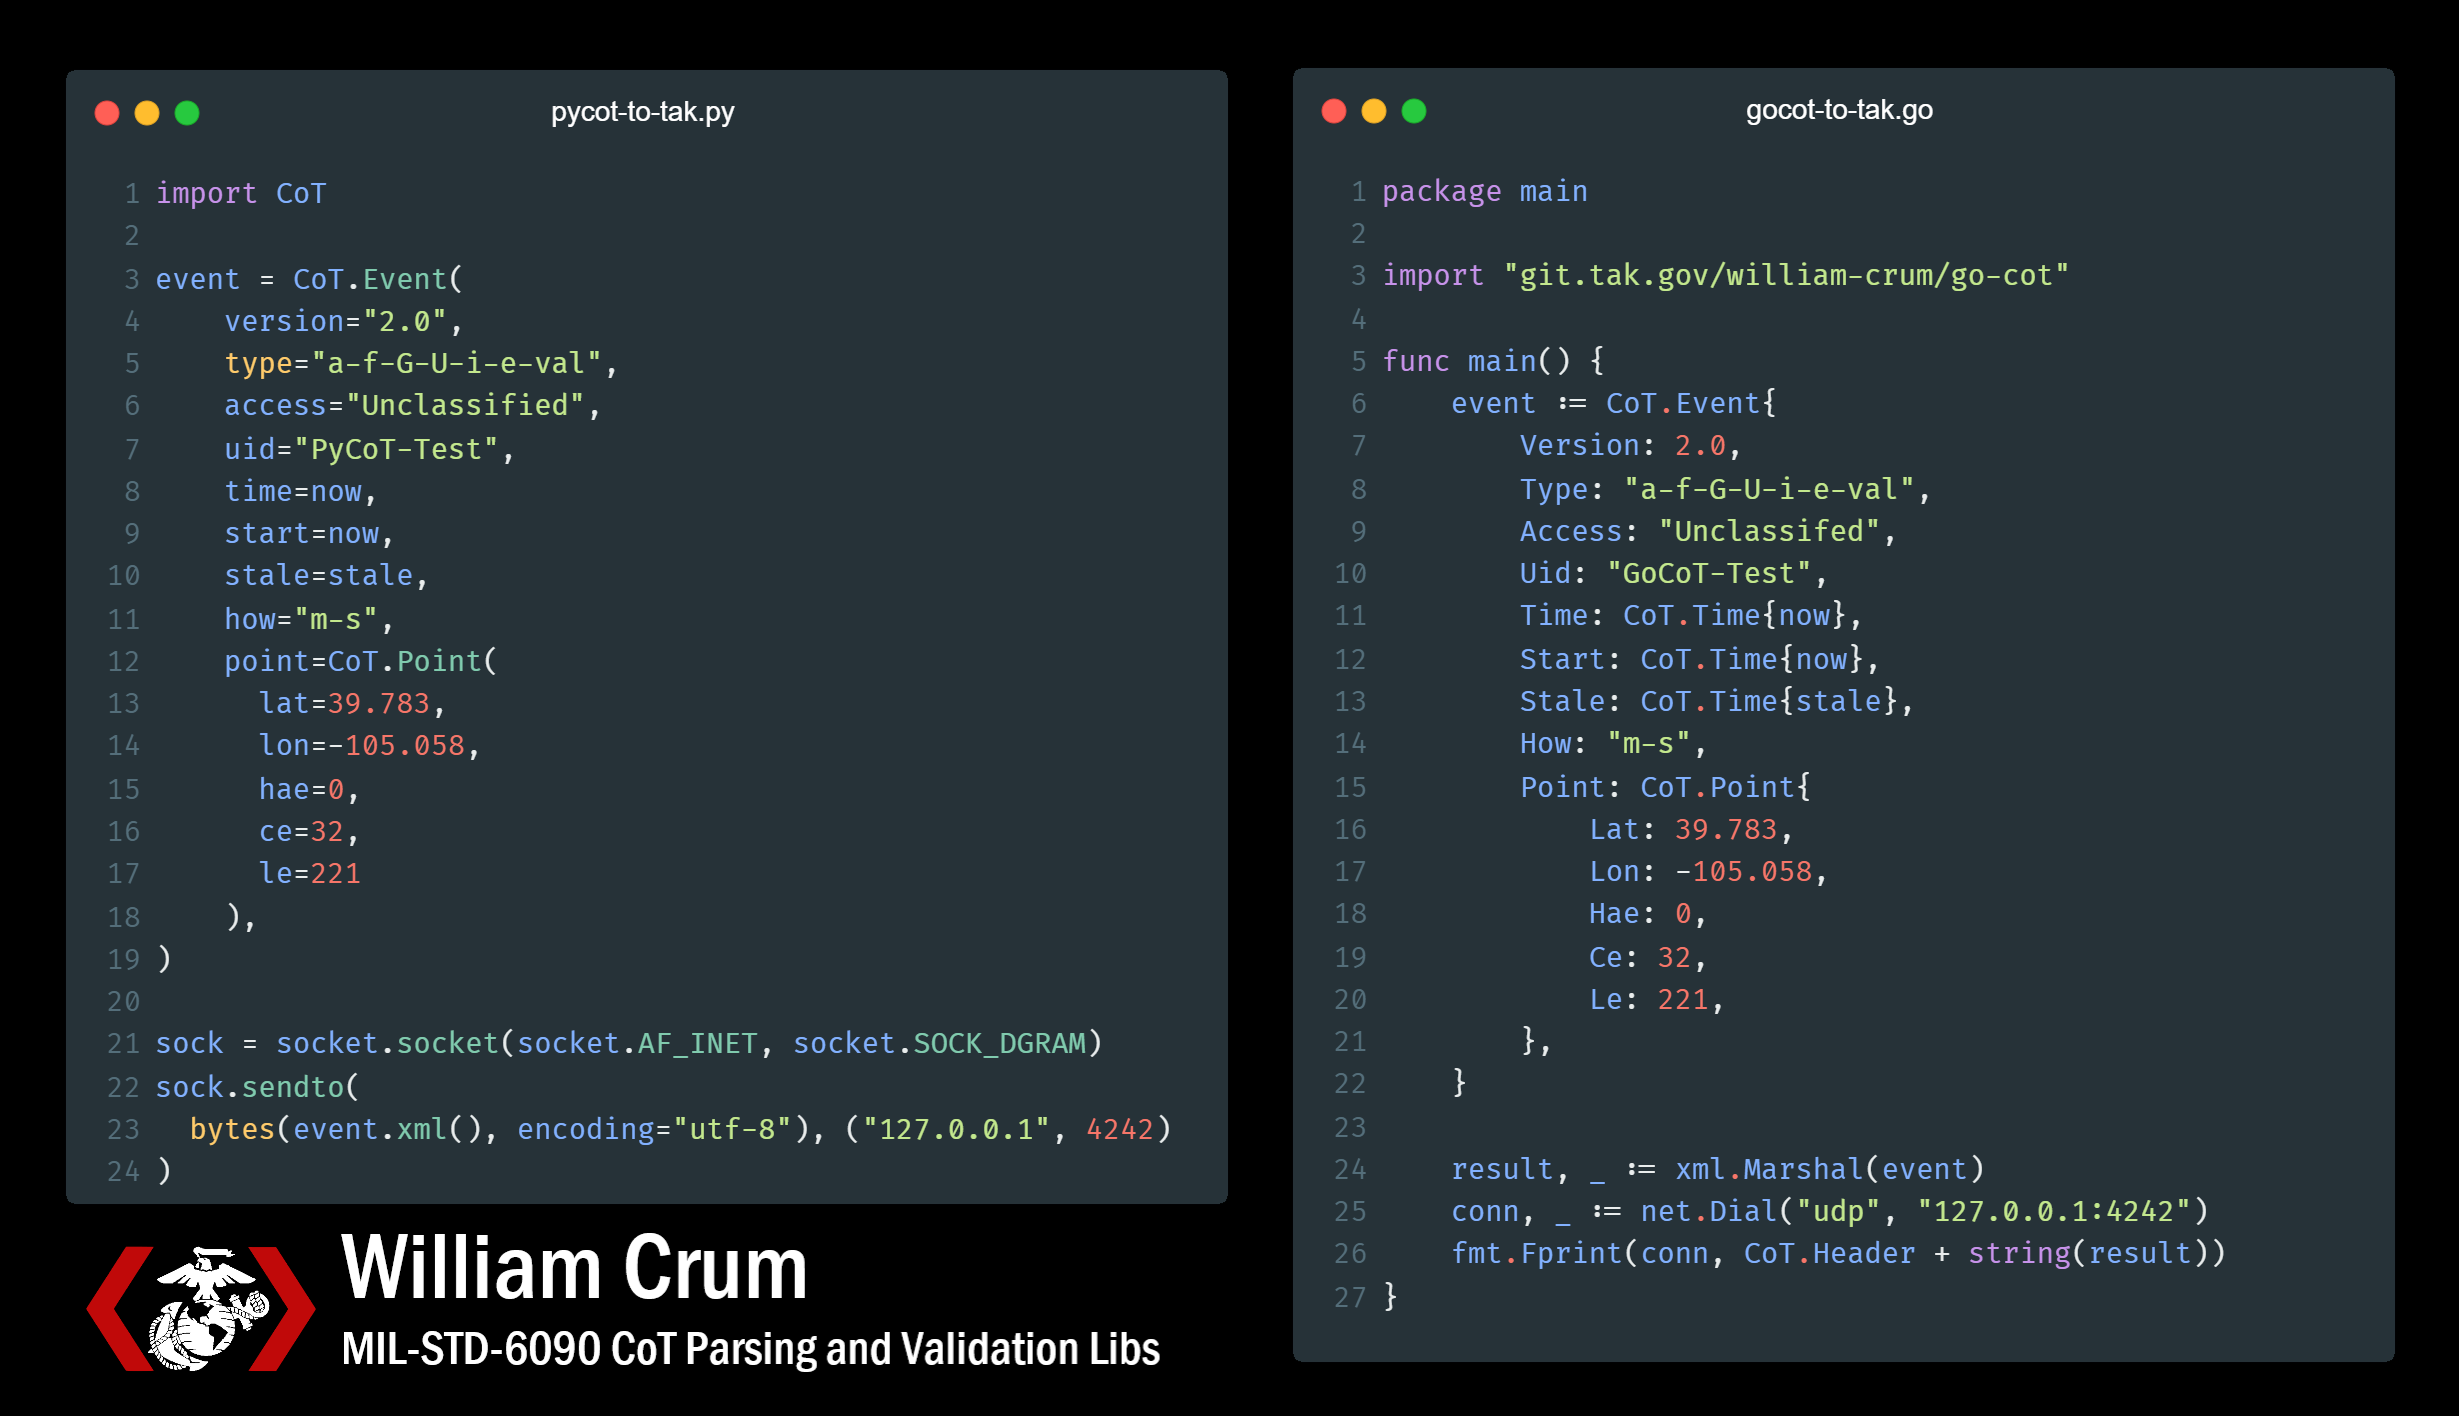 pycot-to-tak.py
1 import CoT
2
3 event = CoT.Event(
4     version="2.0",
5     type="a-f-G-U-i-e-val",
6     access="Unclassified",
7     uid="PyCoT-Test",
8     time=now,
9     start=now,
10     stale=stale,
11     how="m-s",
12     point=CoT.Point(
13       lat=39.783,
14       lon=-105.058,
15       hae=0,
16       ce=32,
17       le=221
18     ),
19 )
20
21 sock = socket.socket(socket.AF_INET, socket.SOCK_DGRAM)
22 sock.sendto(
23   bytes(event.xml(), encoding="utf-8"), ("127.0.0.1", 4242)
24 )
William Crum
MIL-STD-6090 CoT Parsing and Validation Libs
gocot-to-tak.go
1 package main
2
3 import "git.tak.gov/william-crum/go-cot"
4
5 func main() {
6     event := CoT.Event{
7         Version: 2.0,
8         Type: "a-f-G-U-i-e-val",
9         Access: "Unclassifed",
10         Uid: "GoCoT-Test",
11         Time: CoT.Time{now},
12         Start: CoT.Time{now},
13         Stale: CoT.Time{stale},
14         How: "m-s",
15         Point: CoT.Point{
16             Lat: 39.783,
17             Lon: -105.058,
18             Hae: 0,
19             Ce: 32,
20             Le: 221,
21         },
22     }
23
24     result, _ := xml.Marshal(event)
25     conn, _ := net.Dial("udp", "127.0.0.1:4242")
26     fmt.Fprint(conn, CoT.Header + string(result))
27 }